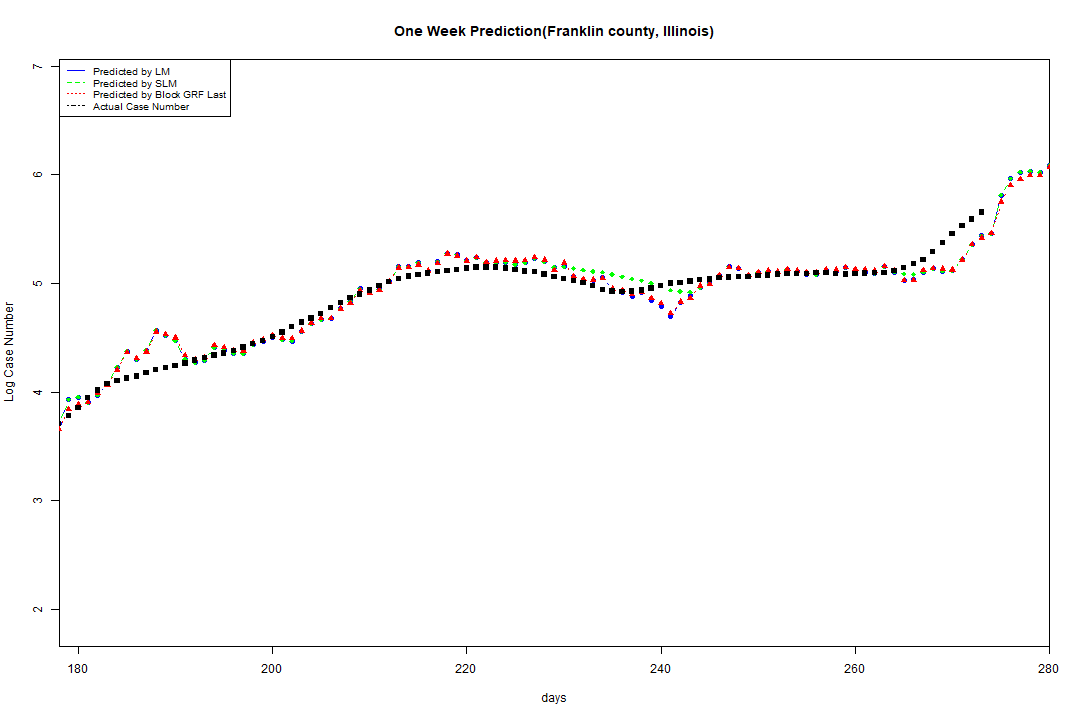 One Week Prediction(Franklin county, Illinois)
Predicted by LM
Predicted by SLM
Predicted by Block GRF Last
Actual Case Number
7
6
5
4
3
2
Log Case Number
180 200 220 240 260 280
days